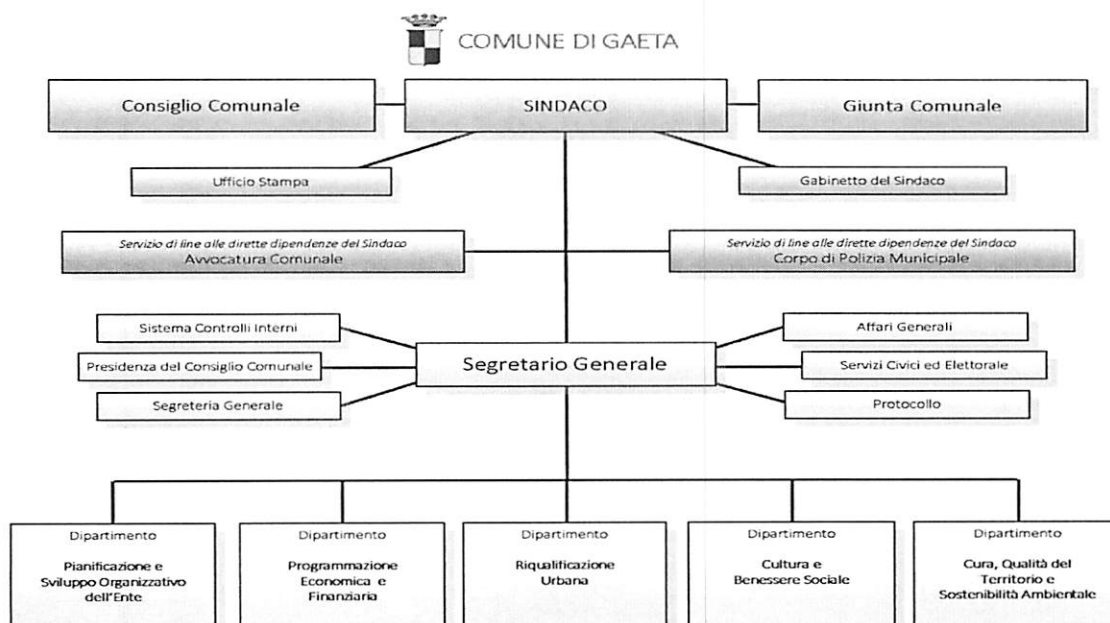 COMUNE DI GAETA
Consiglio Comunale
SINDACO
Giunta Comunale
Ufficio Stampa
Gabinetto del Sindaco
Servizio di line alle dirette dipendenze del Sindaco
Avvocatura Comunale
Servizio di line alle dirette dipendenze del Sindaco
Corpo di Polizia Municipale
Sistema Controlli Interni
Presidenza del Consiglio Comunale
Segreteria Generale
Segretario Generale
Affari Generali
Servizi Civici ed Elettorale
Protocollo
Dipartimento
Pianificazione e
Sviluppo Organizzativo
dell'Ente
Dipartimento
Programmazione
Economica e
Finanziaria
Dipartimento
Riqualificazione
Urbana
Dipartimento
Cultura e
Benessere Sociale
Dipartimento
Cura, Qualità del
Territorio e
Sostenibilità Ambientale